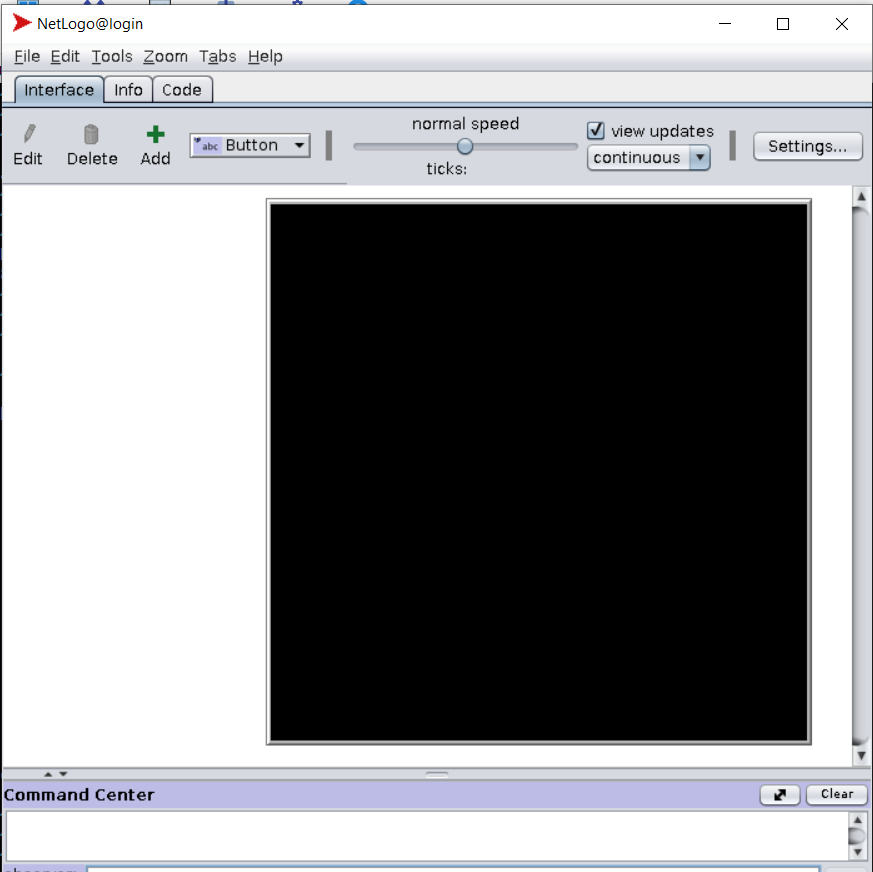 NetLogo@login
File Edit Tools Zoom Tabs Help
Interface Info Code
normal speed
Edit Delete Add abc Button view updates
continuous Settings...
ticks:
Command Center Clear